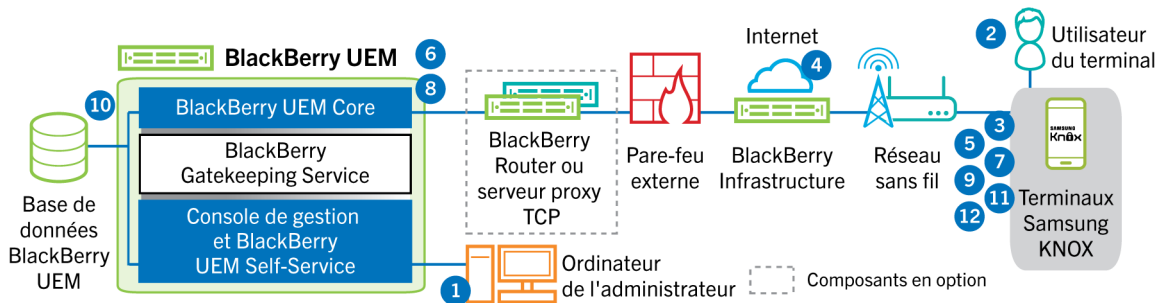 BlackBerry UEM
6
8
10
BlackBerry UEM Core
BlackBerry
Gatekeeping Service
Console de gestion
et BlackBerry
UEM Self-Service
Base de
données
BlackBerry
UEM
BlackBerry
Router ou
serveur proxy
TCP
1
Ordinateur
de l'administrateur
Pare-feu
externe
Internet
4
BlackBerry
Infrastructure
Réseau
sans fil
2
Utilisateur
du terminal
3
5
7
9
11
12
SAMSUNG
Knox
Terminaux
Samsung
KNOX
Composants en option